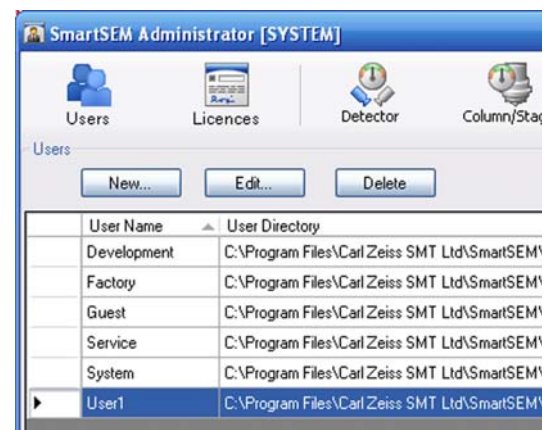 SmartSEM Administrator [SYSTEM]
Users Licences Detector Column/Stag
Users
New... Edit... Delete
User Name User Directory
Development C:\Program Files\Carl Zeiss SMT Ltd\SmartSEM\
Factory C:\Program Files\Carl Zeiss SMT Ltd\SmartSEM\
Guest C:\Program Files\Carl Zeiss SMT Ltd\SmartSEM\
Service C:\Program Files\Carl Zeiss SMT Ltd\SmartSEM\
System C:\Program Files\Carl Zeiss SMT Ltd\SmartSEM\
User1 C:\Program Files\Carl Zeiss SMT Ltd\SmartSEM\